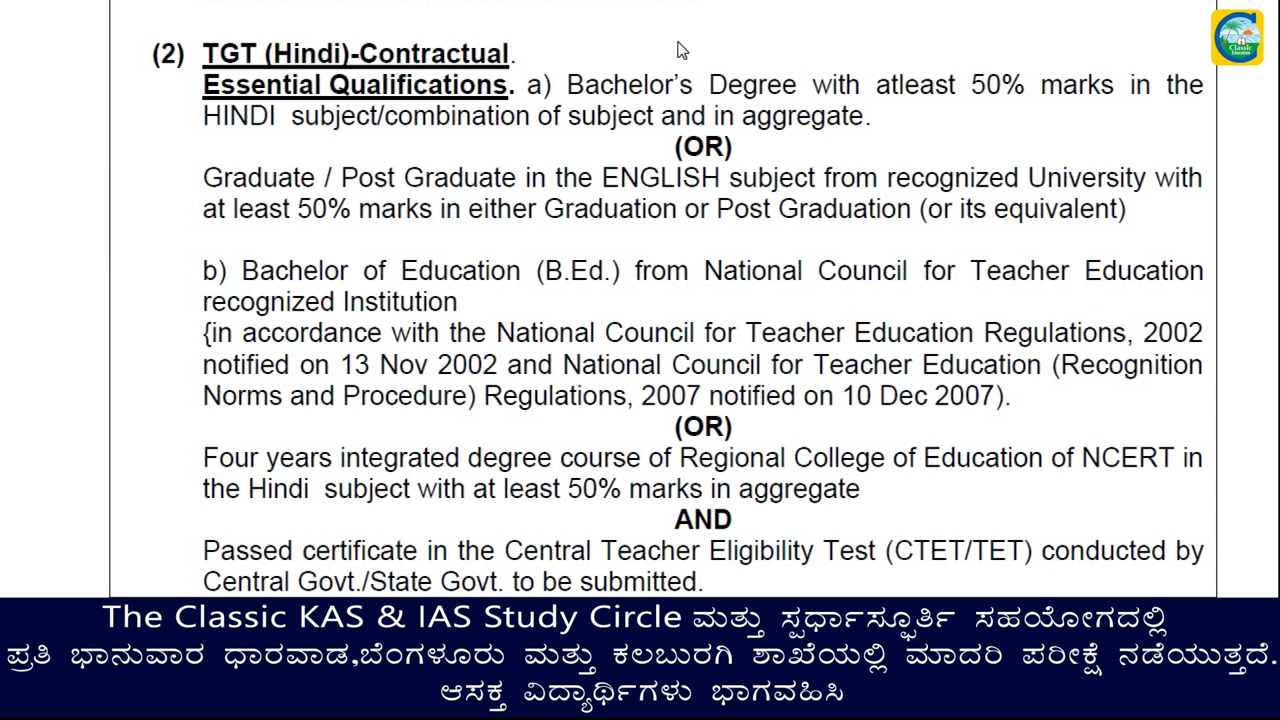 (2) TGT (Hindi)-Contractual.
Essential Qualifications. a) Bachelor's Degree with atleast 50% marks in the
HINDI subject/combination of subject and in aggregate.
(OR)
Graduate / Post Graduate in the ENGLISH subject from recognized University with
at least 50% marks in either Graduation or Post Graduation (or its equivalent)
b) Bachelor of Education (B.Ed.) from National Council for Teacher Education
recognized Institution
{in accordance with the National Council for Teacher Education Regulations, 2002
notified on 13 Nov 2002 and National Council for Teacher Education (Recognition
Norms and Procedure) Regulations, 2007 notified on 10 Dec 2007).
(OR)
Four years integrated degree course of Regional College of Education of NCERT in
the Hindi subject with at least 50% marks in aggregate
AND
Passed certificate in the Central Teacher Eligibility Test (CTET/TET) conducted by
Central Govt./State Govt. to be submitted.
Classic
Education
The Classic KAS & IAS Study Circle ಮತ್ತು ಸ್ಪರ್ಧಾಸ್ಫೂರ್ತಿ ಸಹಯೋಗದಲ್ಲಿ
ಪ್ರತಿ ಭಾನುವಾರ ಧಾರವಾಡ,ಬೆಂಗಳೂರು ಮತ್ತು ಕಲಬುರಗಿ ಶಾಖೆಯಲ್ಲಿ ಮಾದರಿ ಪರೀಕ್ಷೆ ನಡೆಯುತ್ತದೆ.
ಆಸಕ್ತ ವಿದ್ಯಾರ್ಥಿಗಳು ಭಾಗವಹಿಸಿ